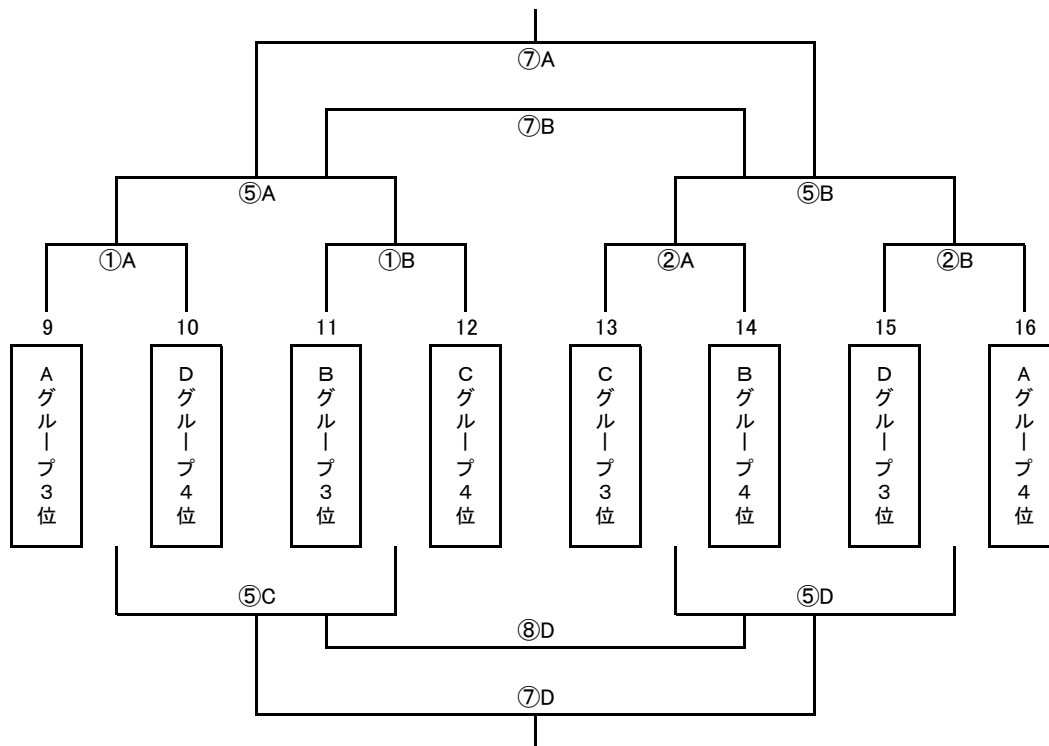 ⑦A
⑦B
⑤A
⑤B
①A
①B
②A
②B
9
10
11
12
13
14
15
16
Aグループ3位
Dグループ4位
Bグループ3位
Cグループ4位
Cグループ3位
Bグループ4位
Dグループ3位
Aグループ4位
⑤C
⑤D
⑧D
⑦D